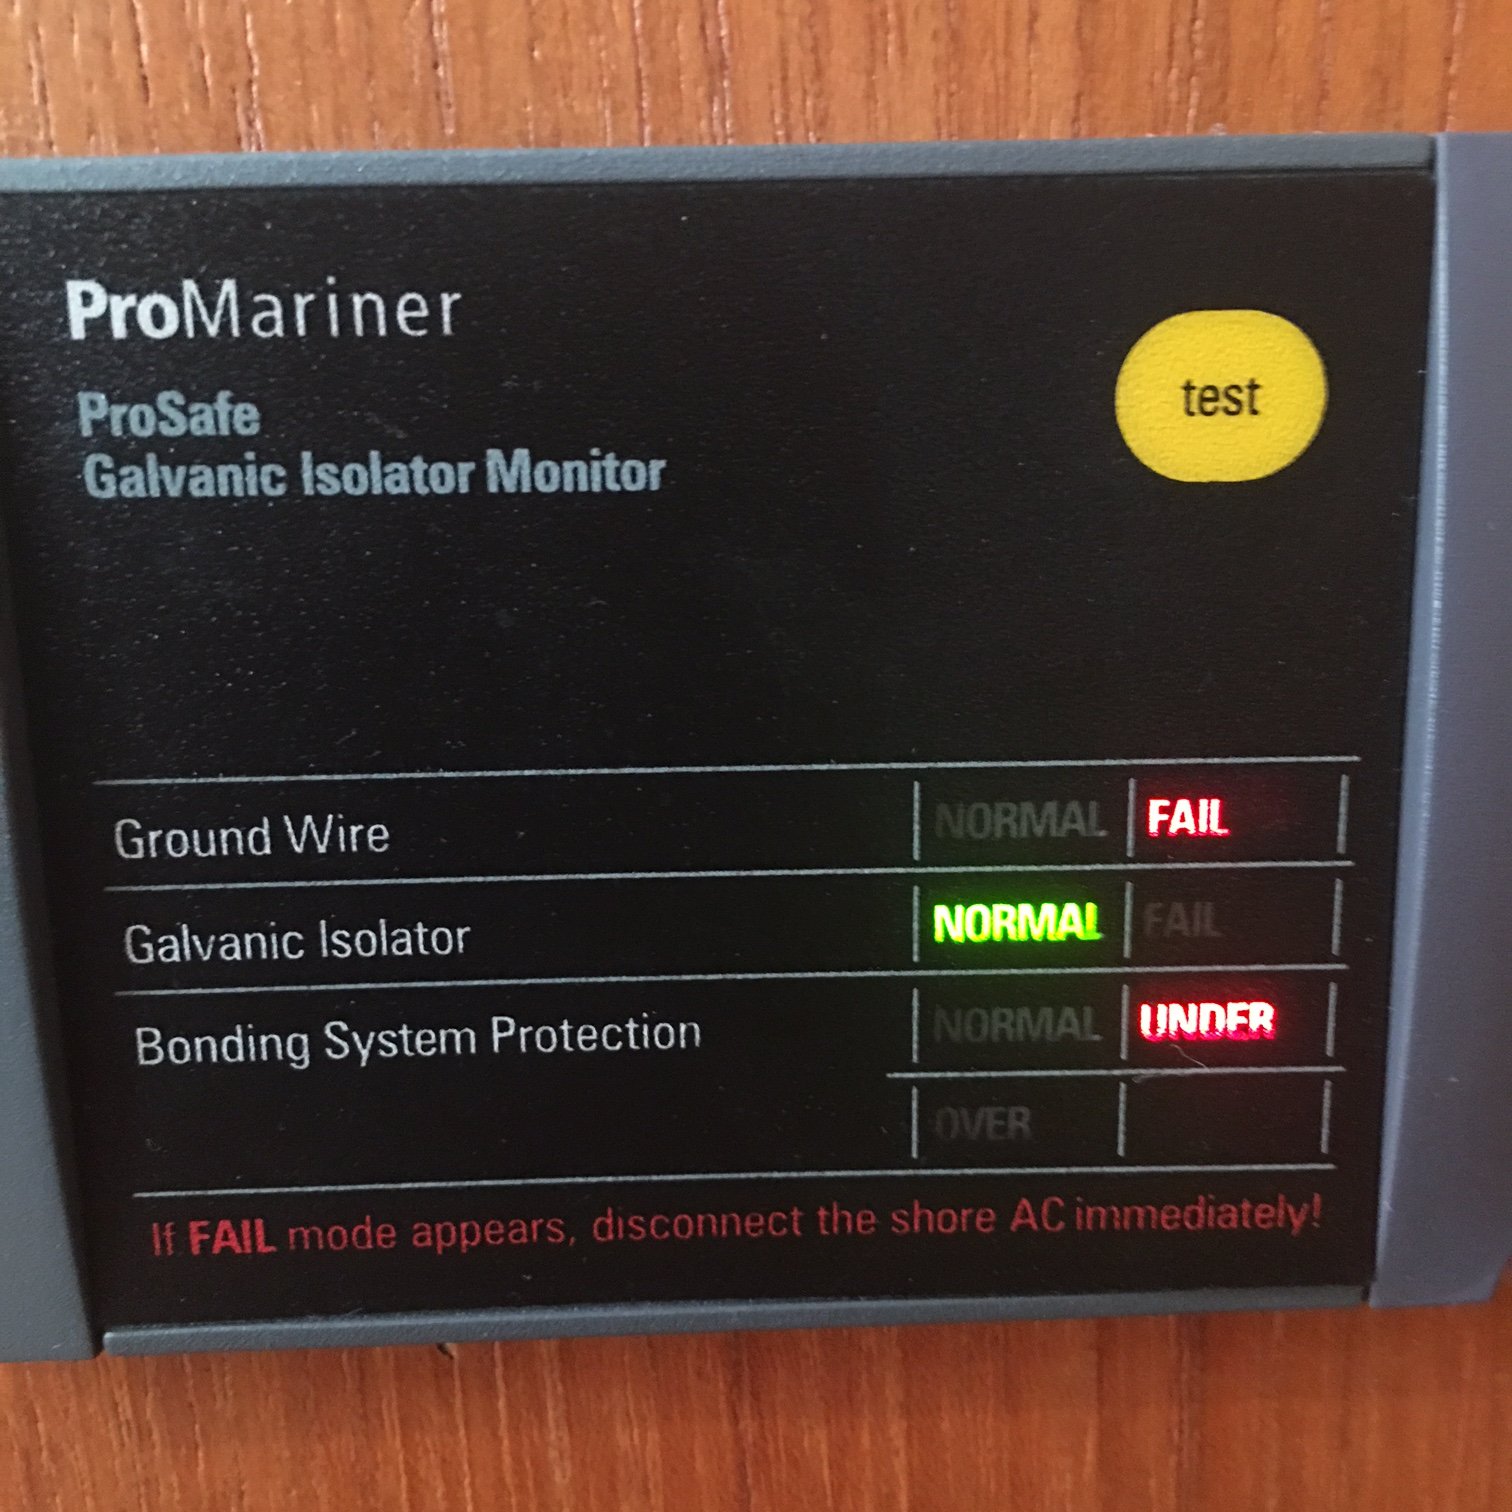 ProMariner
test
ProSafe
Galvanic Isolator Monitor
Ground Wire NORMAL FAIL
Galvanic Isolator NORMAL FAIL
Bonding System Protection NORMAL UNDER
OVER
If FAIL mode appears, disconnect the shore AC immediately!